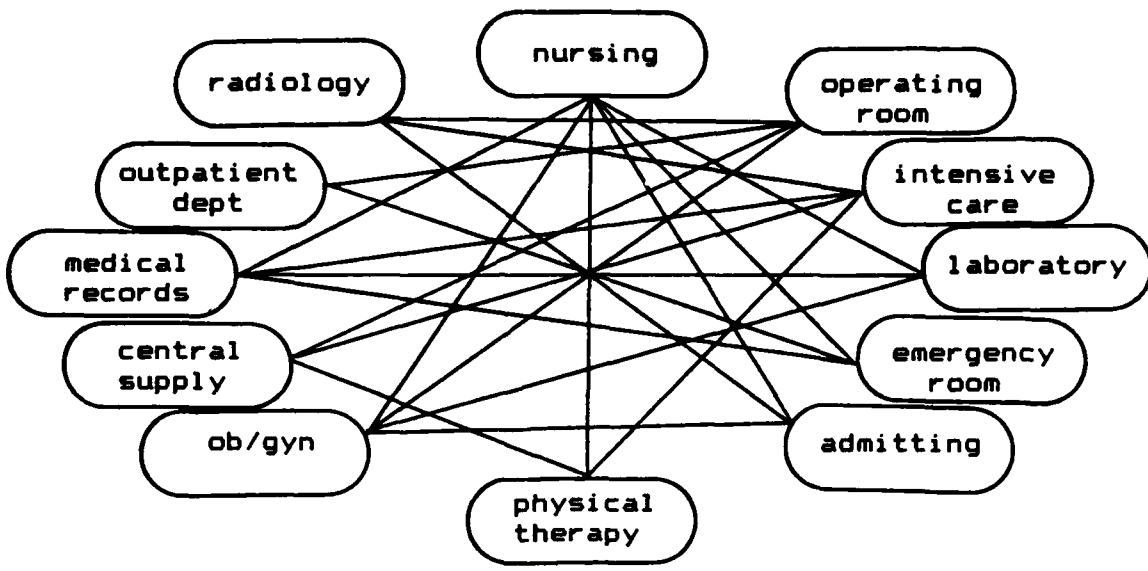 nursing
radiology
operating
room
outpatient
dept
intensive
care
medical
records
laboratory
central
supply
emergency
room
ob/gyn
admitting
physical
therapy